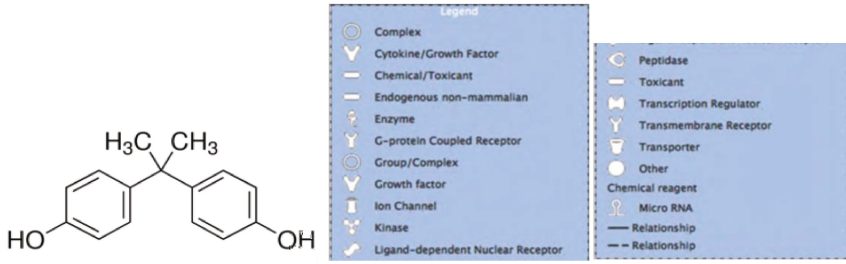 H3C CH3
HO
OH
Legend
Complex
Cytokine/Growth Factor
Chemical/Toxicant
Endogenous non-mammalian
Enzyme
G-protein Coupled Receptor
Group/Complex
Growth factor
Ion Channel
Kinase
Ligand-dependent Nuclear Receptor
Peptidase
Toxicant
Transcription Regulator
Transmembrane Receptor
Transporter
Other
Chemical reagent
Micro RNA
Relationship
Relationship